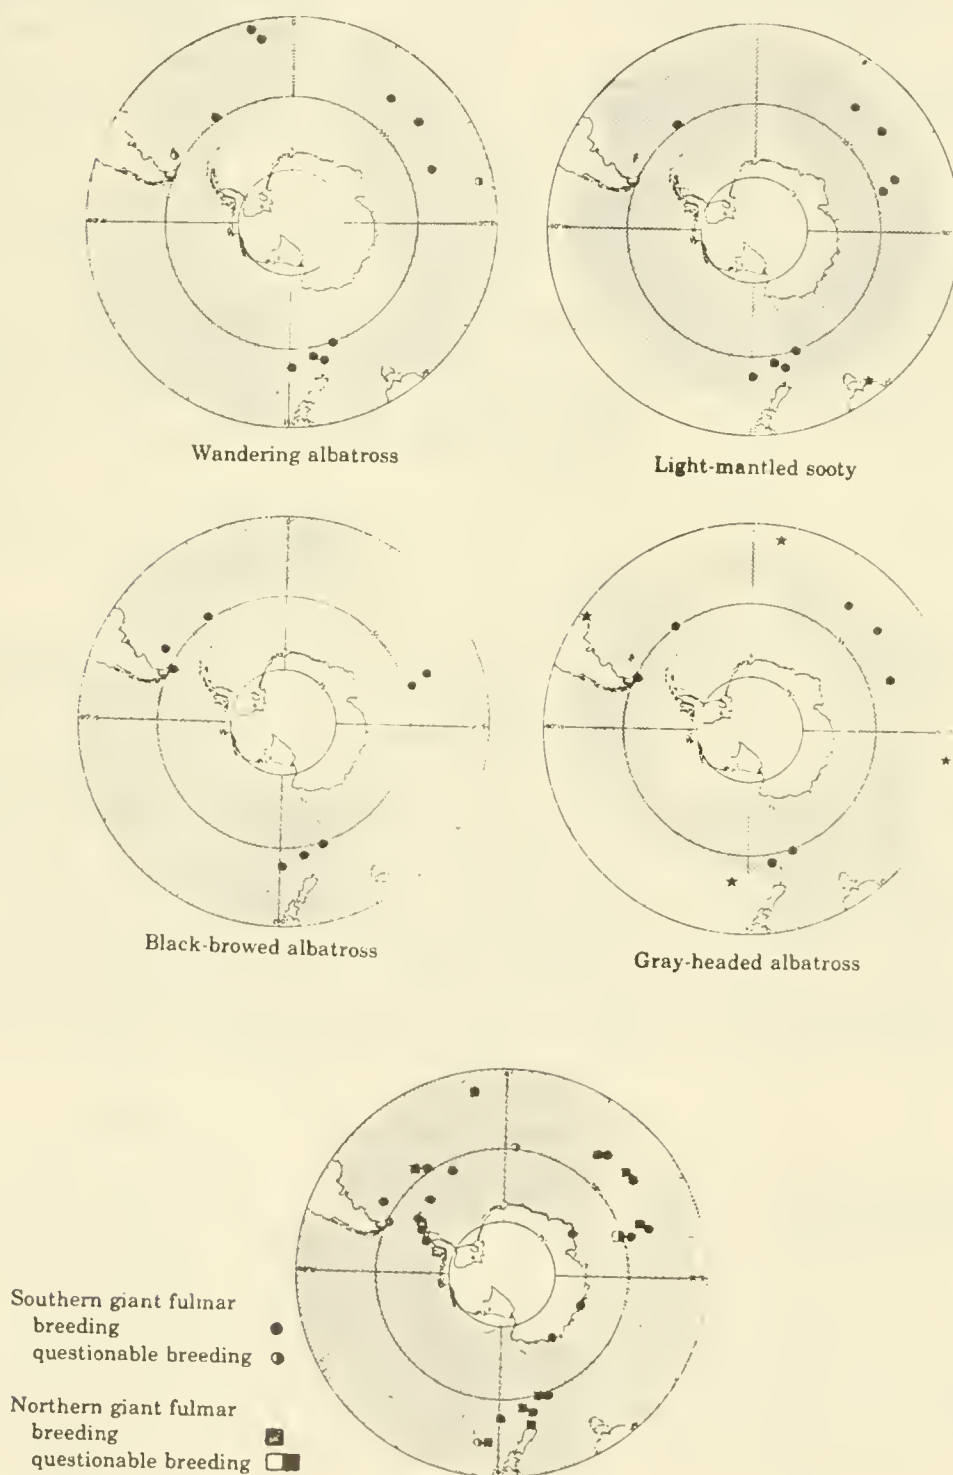 Wandering albatross
Light-mantled sooty
Black-browed albatross
Gray-headed albatross
Southern giant fulmar
breeding
questionable breeding
Northern giant fulmar
breeding
questionable breeding